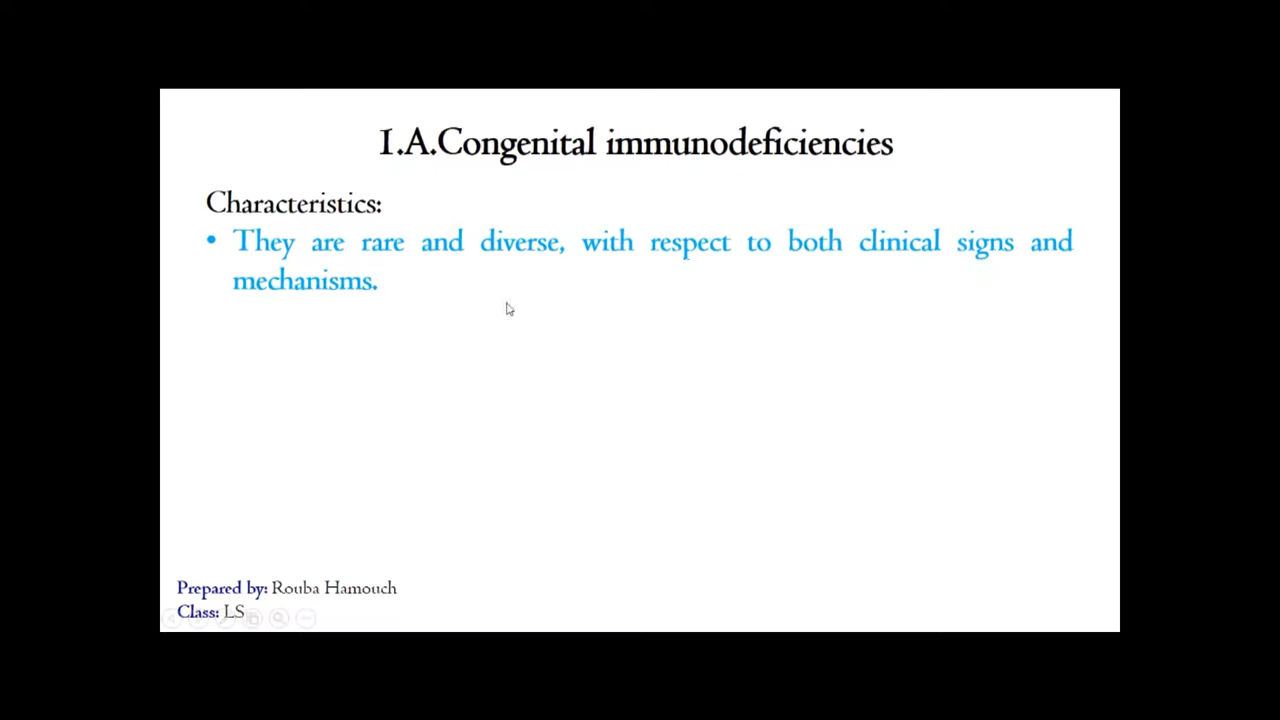 1.A.Congenital immunodeficiencies
Characteristics:
• They are rare and diverse, with respect to both clinical signs and
mechanisms.
Prepared by: Rouba Hamouch
Class: LS